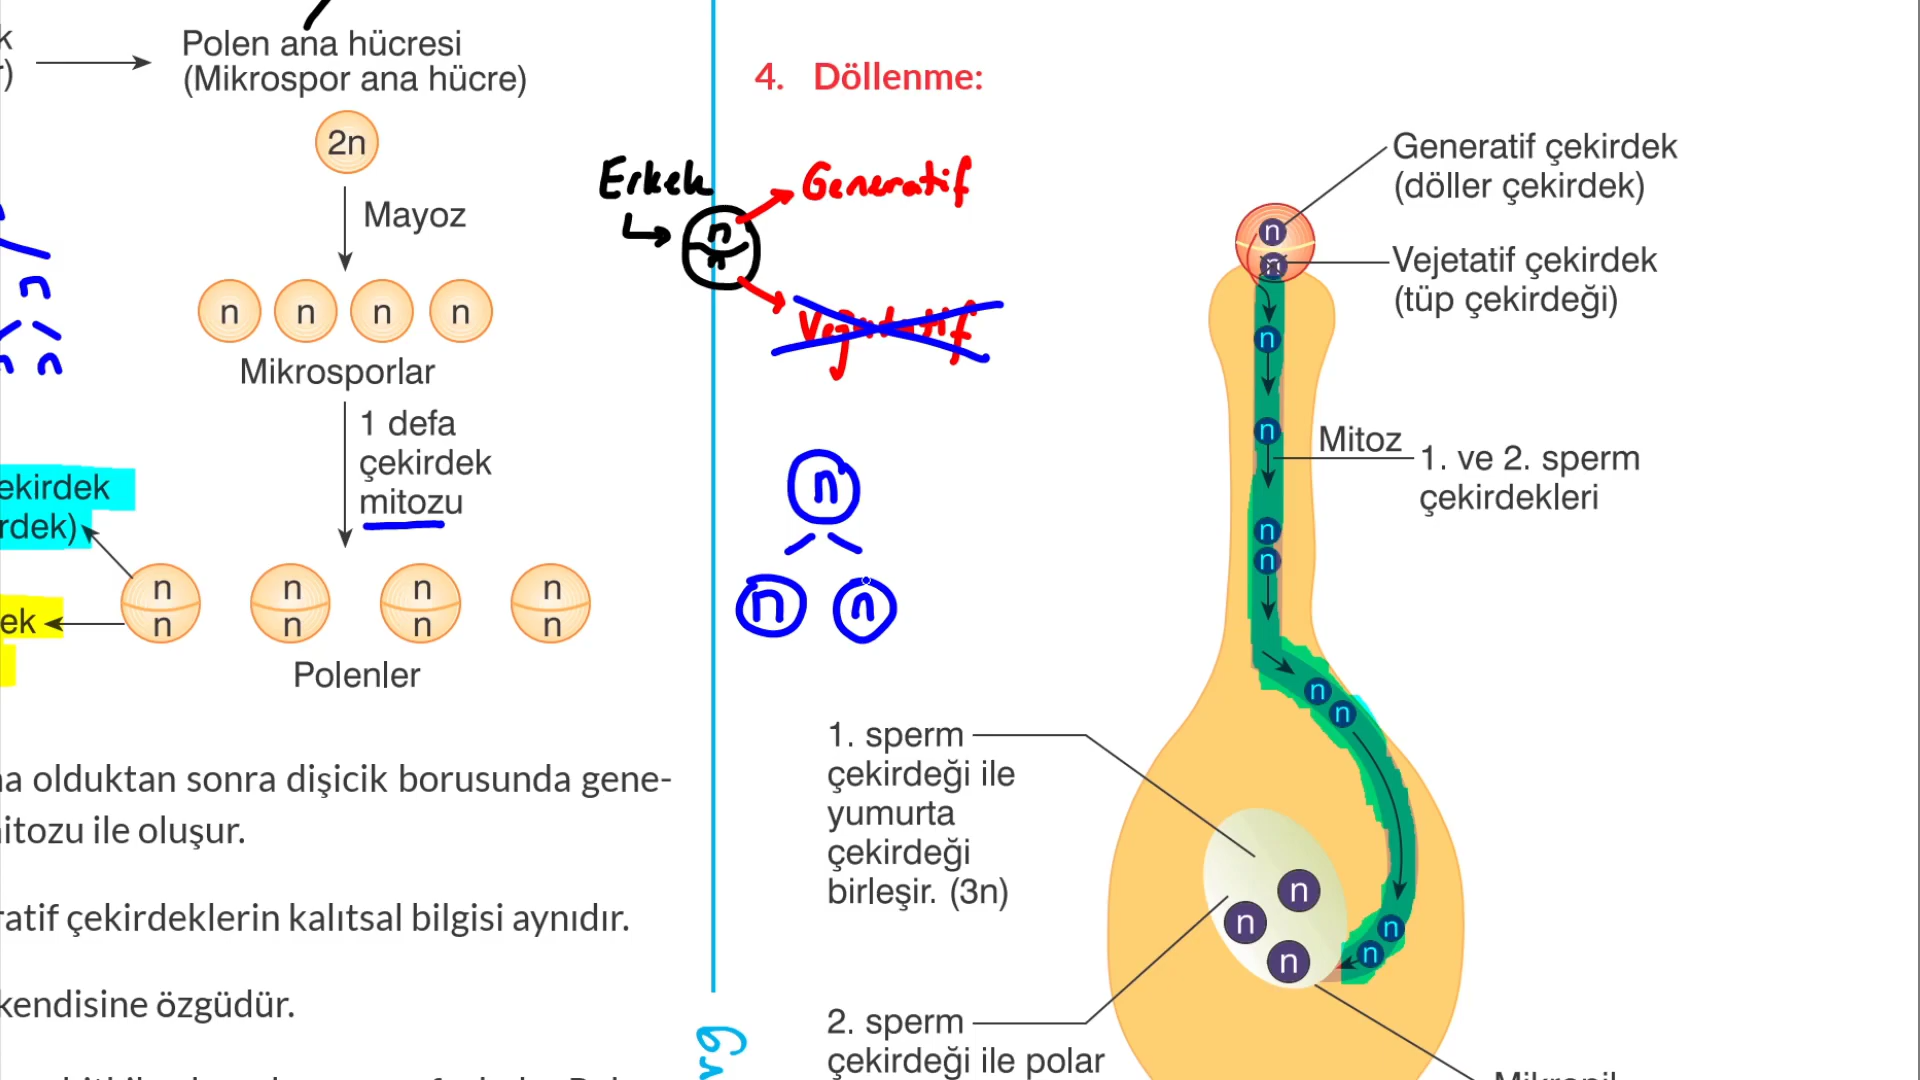 Polen ana hücresi
(Mikrospor ana hücre)
2n
Mayoz
n n n n
Mikrosporlar
1 defa
çekirdek
mitozu
ekirdek
rdek)
ek
n n n n
n n n n
Polenler
na olduktan sonra dişicik borusunda gene-
itozu ile oluşur.
ratif çekirdeklerin kalıtsal bilgisi aynıdır.
kendisine özgüdür.
n
n n
4. Döllenme:
Erkek
n
n
Generatif
Vejetatif
n
n n
Generatif çekirdek
(döller çekirdek)
n
n
Vejetatif çekirdek
(tüp çekirdeği)
n
n
Mitoz
1. ve 2. sperm
çekirdekleri
n
n
n
n
1. sperm
çekirdeği ile
yumurta
çekirdeği
birleşir. (3n)
n
n
n
n
n
2. sperm
çekirdeği ile polar